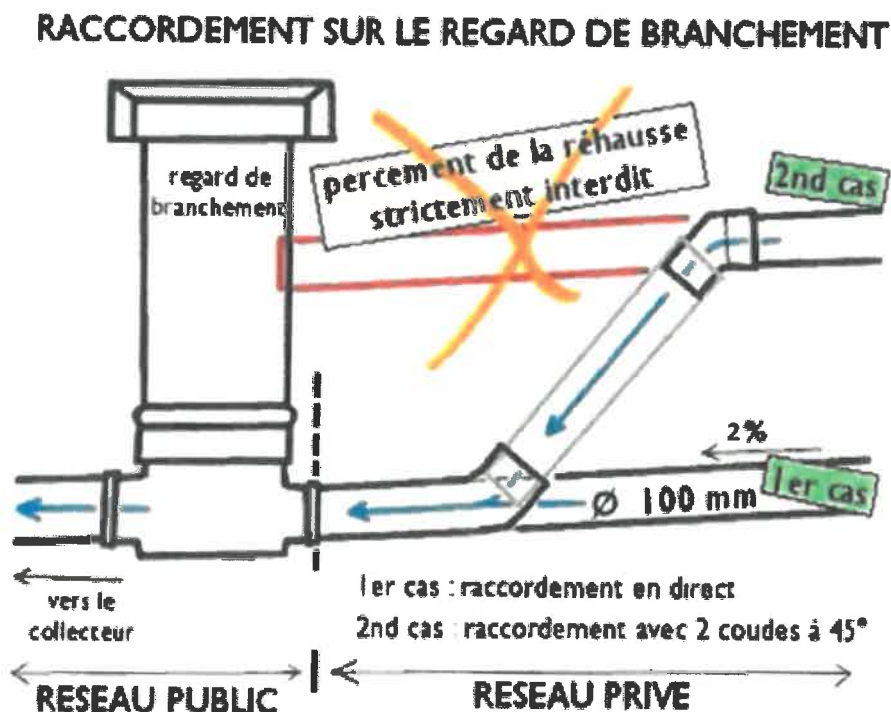 RACCORDEMENT SUR LE REGARD DE BRANCHEMENT
regard de
branchement
percement de la réhausse
strictement interdit
2nd cas
2%
1er cas
Ø 100 mm
vers le
collecteur
1er cas : raccordement en direct
2nd cas : raccordement avec 2 coudes à 45°
RESEAU PUBLIC
RESEAU PRIVE